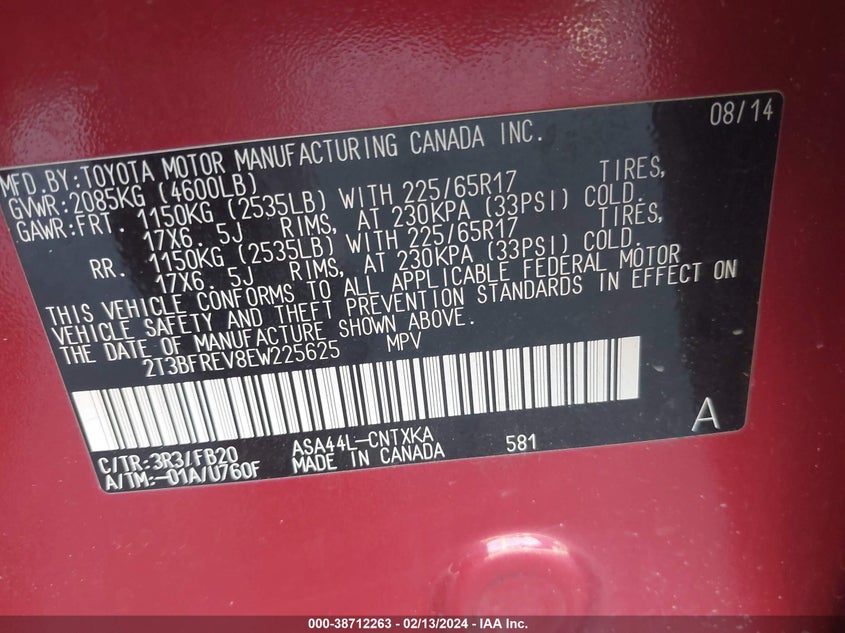 08/14
MFD.BY:TOYOTA MOTOR MANUFACTURING CANADA INC.
GVWR:2085KG (4600LB)
GAWR:FRT. 1150KG (2535LB) WITH 225/65R17 TIRES,
17X6. 5J RIMS, AT 230KPA (33PSI) COLD.
RR. 1150KG (2535LB) WITH 225/65R17 TIRES,
17X6. 5J RIMS, AT 230KPA (33PSI) COLD.
THIS VEHICLE CONFORMS TO ALL APPLICABLE FEDERAL MOTOR
VEHICLE SAFETY AND THEFT PREVENTION STANDARDS IN EFFECT ON
THE DATE OF MANUFACTURE SHOWN ABOVE.
2T3BFREV8EW225625 MPV
C/TR:3R3/FB20 ASA44L-CNTXKA 581 A
A/TM:-01A/U760F MADE IN CANADA
000-38712263 - 02/13/2024 - IAA Inc.